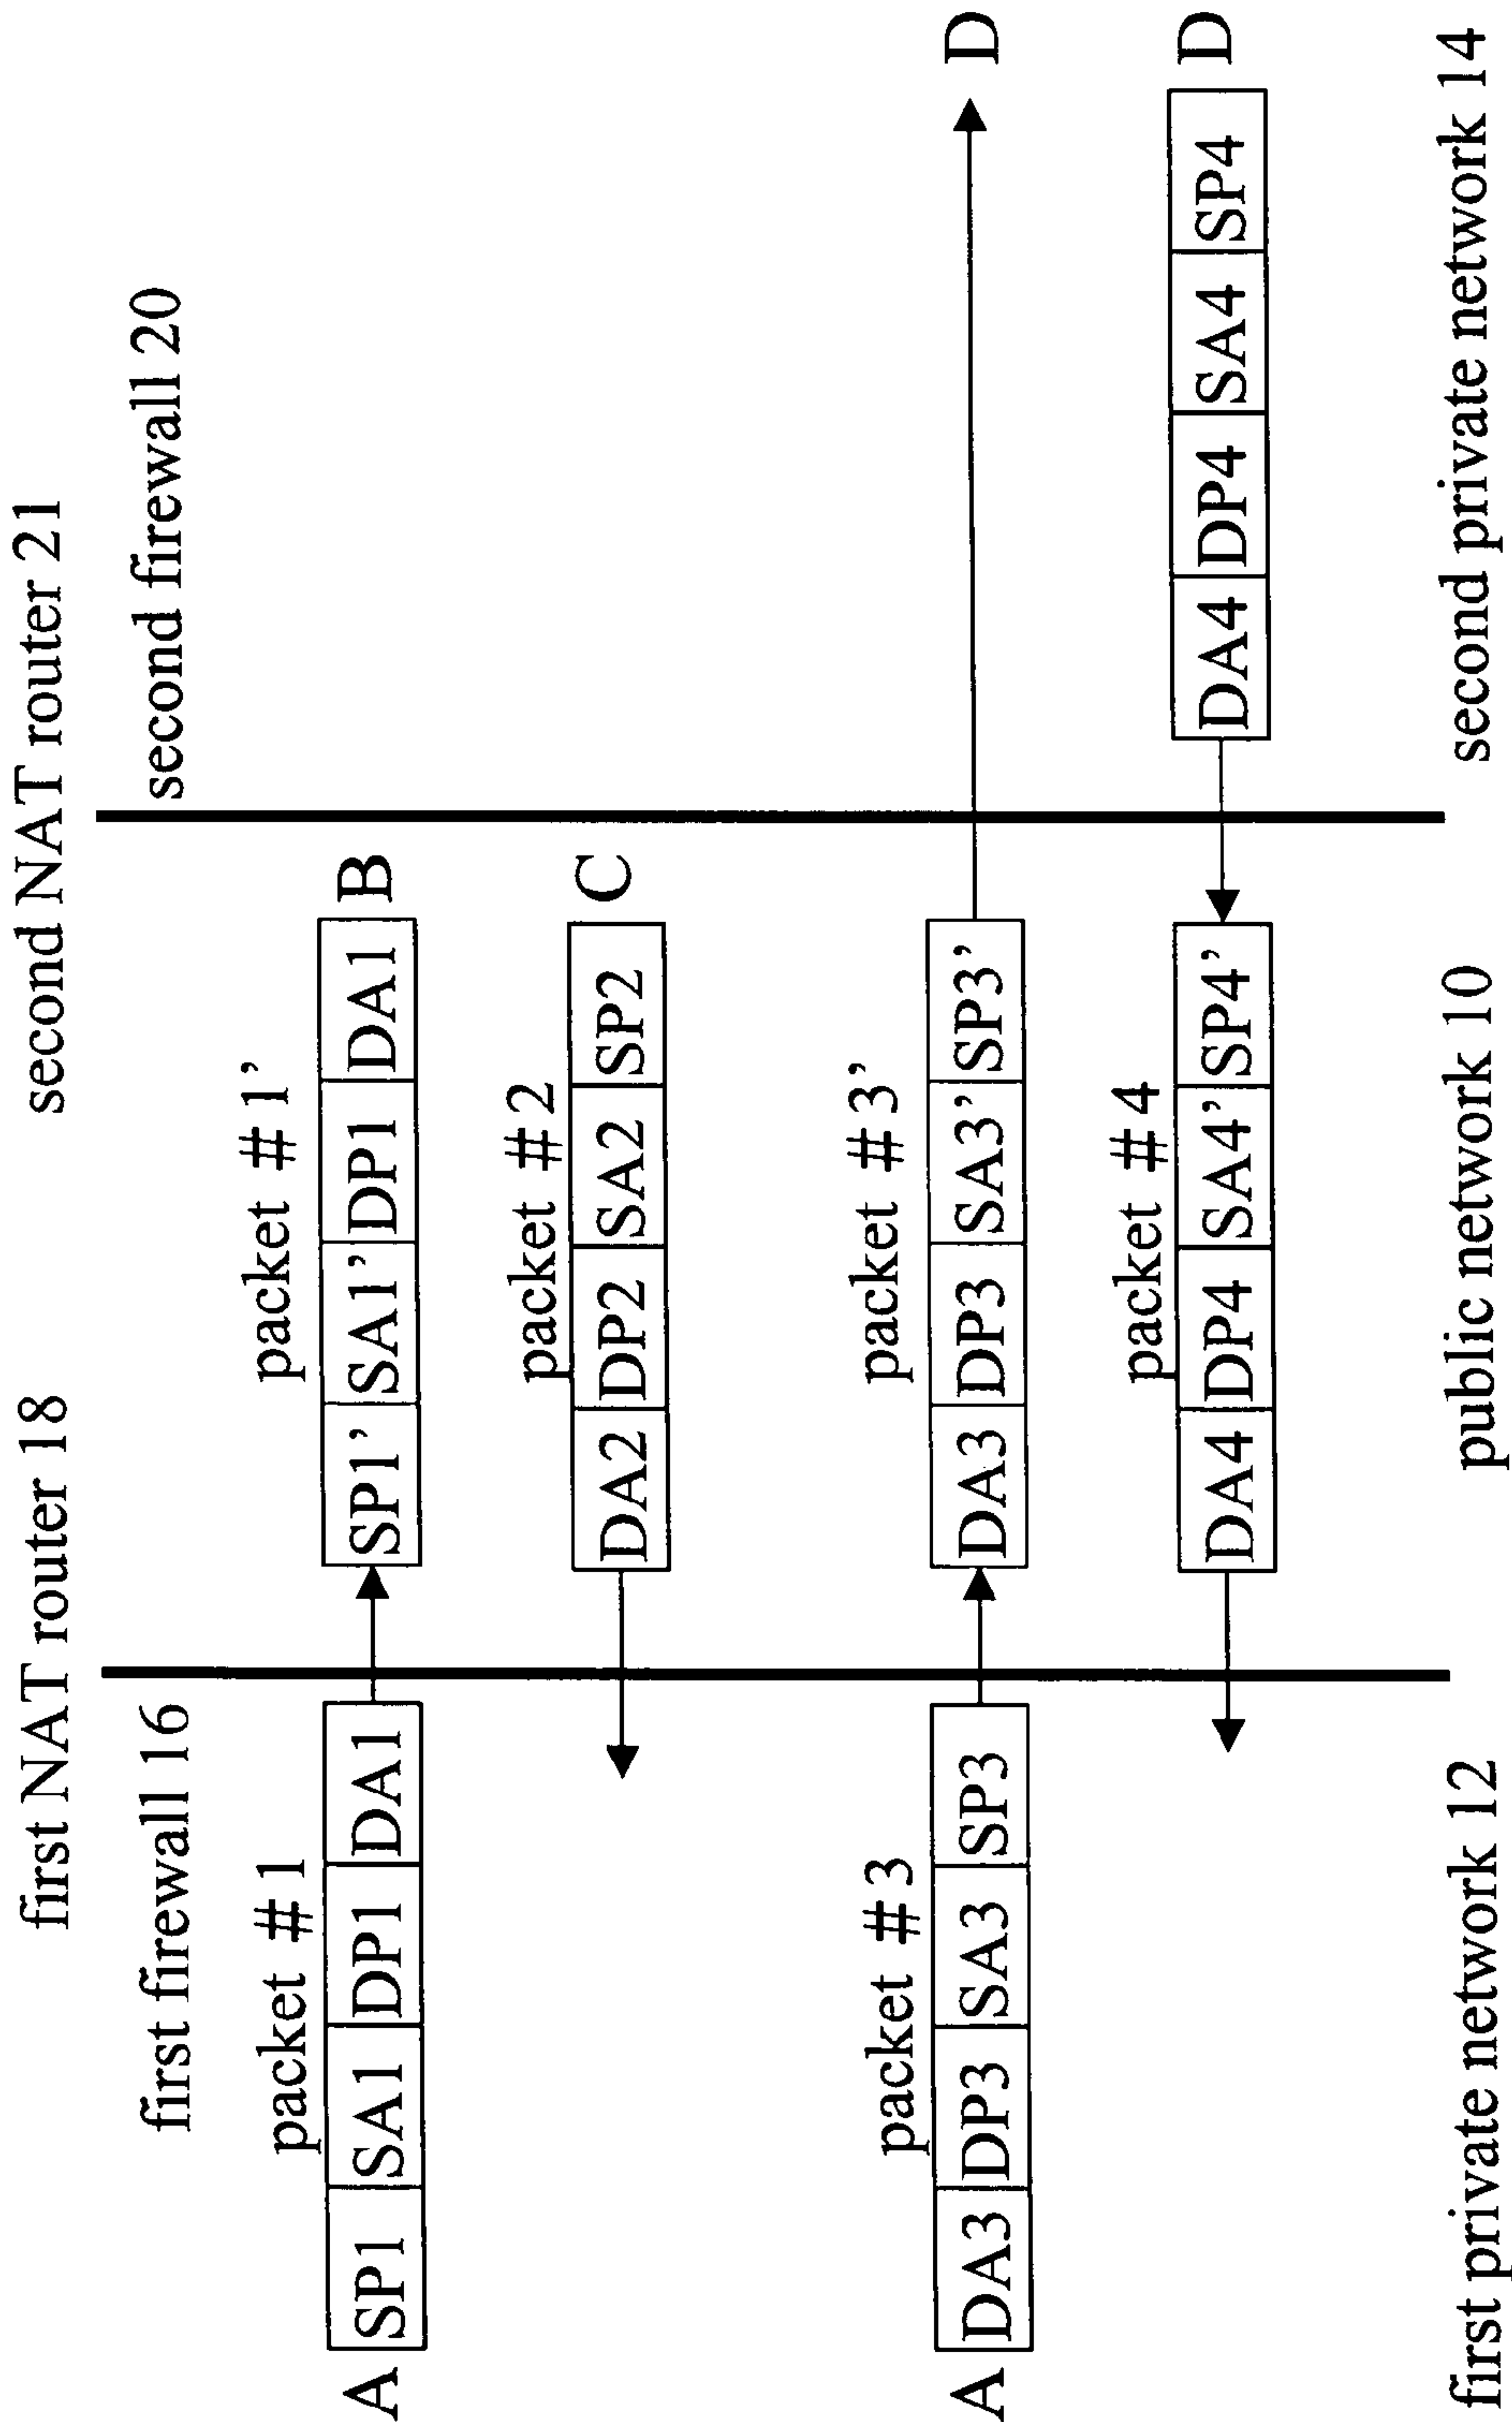 first NAT router 18 second NAT router 21
first firewall 16 second firewall 20
packet #1 packet #1’
A SP1 SA1 DP1 DA1 SP1’ SA1’ DP1 DA1 B
packet #2
DA2 DP2 SA2 SP2 C
packet #3 packet #3’
A DA3 DP3 SA3 SP3 DA3 DP3 SA3’ SP3’ D
packet #4
DA4 DP4 SA4’ SP4’ DA4 DP4 SA4 SP4 D
first private network 12 public network 10 second private network 14